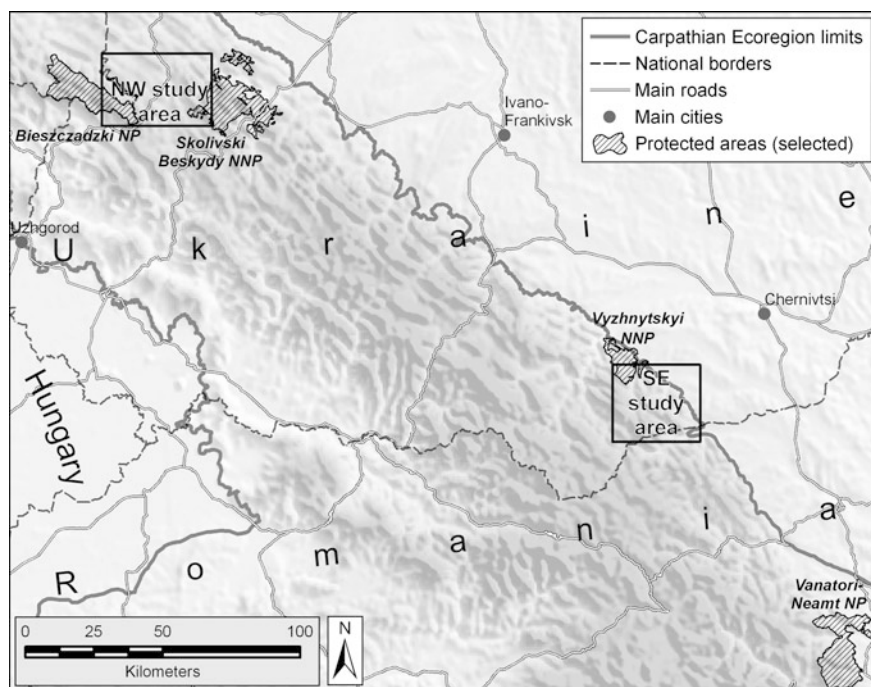 Carpathian Ecoregion limits
National borders
Main roads
Main cities
Protected areas (selected)
NW study
area
Bieszczadzki NP
Skolivski
Beskydy NNP
Ivano-
Frankivsk
Uzhgorod
U k r a i n e
Chernivtsi
Vyzhnytskyi
NNP
SE
study
area
Hungary
R o m a n i a
Vanatori-
Neamt NP
0 25 50 100
Kilometers
N